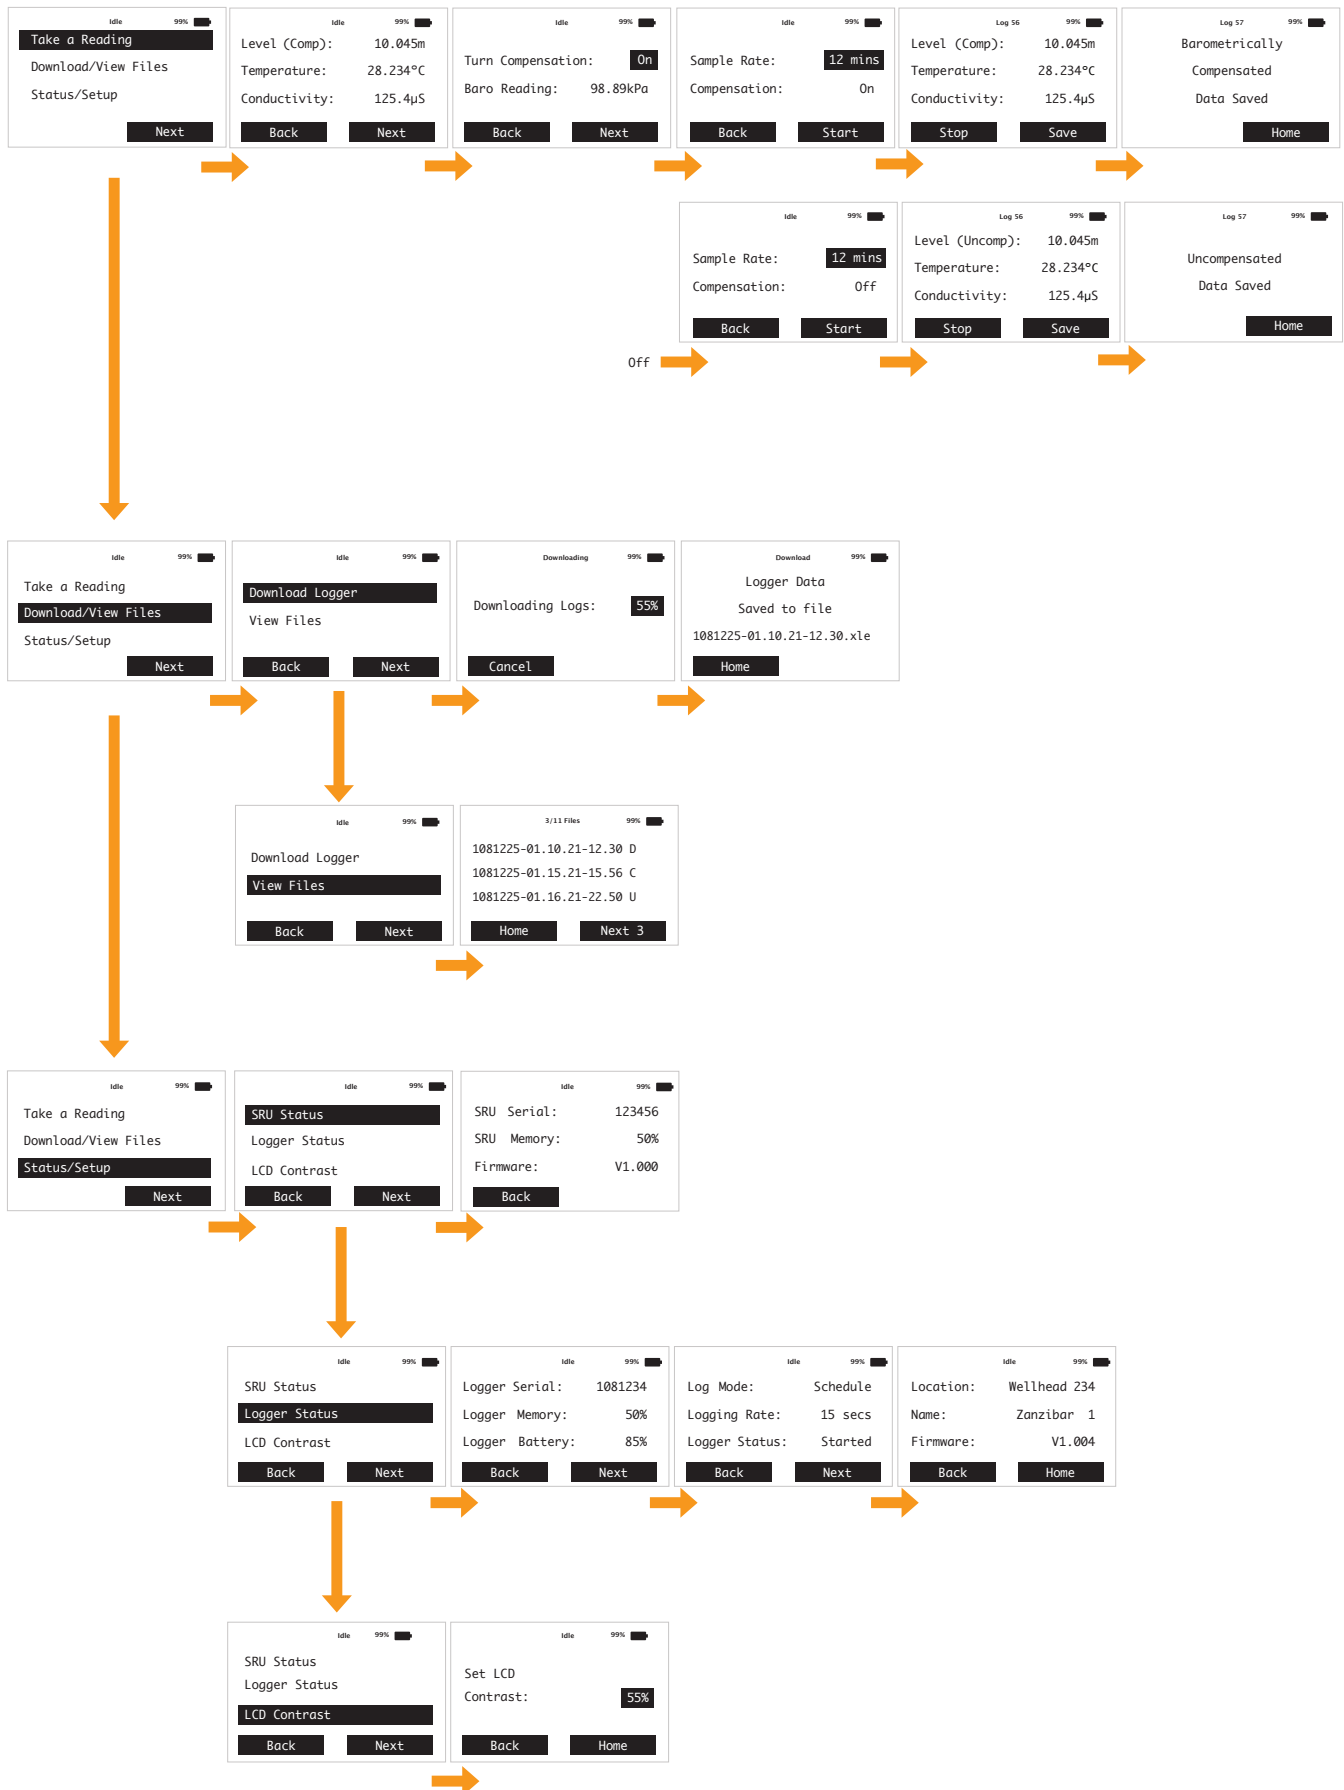 Idle 99%
Take a Reading
Download/View Files
Status/Setup
Next
Idle 99%
Level (Comp): 10.045m
Temperature: 28.234°C
Conductivity: 125.4µS
Back Next
Idle 99%
Turn Compensation: On
Baro Reading: 98.89kPa
Back Next
Idle 99%
Sample Rate: 12 mins
Compensation: On
Back Start
Log 56 99%
Level (Comp): 10.045m
Temperature: 28.234°C
Conductivity: 125.4µS
Stop Save
Log 57 99%
Barometrically
Compensated
Data Saved
Home
Off
Idle 99%
Sample Rate: 12 mins
Compensation: Off
Back Start
Log 56 99%
Level (Uncomp): 10.045m
Temperature: 28.234°C
Conductivity: 125.4µS
Stop Save
Log 57 99%
Uncompensated
Data Saved
Home
Idle 99%
Take a Reading
Download/View Files
Status/Setup
Next
Idle 99%
Download Logger
View Files
Back Next
Downloading 99%
Downloading Logs: 55%
Cancel
Download 99%
Logger Data
Saved to file
1081225-01.10.21-12.30.xle
Home
Idle 99%
Download Logger
View Files
Back Next
3/11 Files 99%
1081225-01.10.21-12.30 D
1081225-01.15.21-15.56 C
1081225-01.16.21-22.50 U
Home Next 3
Idle 99%
Take a Reading
Download/View Files
Status/Setup
Next
Idle 99%
SRU Status
Logger Status
LCD Contrast
Back Next
Idle 99%
SRU Serial: 123456
SRU Memory: 50%
Firmware: V1.000
Back
Idle 99%
SRU Status
Logger Status
LCD Contrast
Back Next
Idle 99%
Logger Serial: 1081234
Logger Memory: 50%
Logger Battery: 85%
Back Next
Idle 99%
Log Mode: Schedule
Logging Rate: 15 secs
Logger Status: Started
Back Next
Idle 99%
Location: Wellhead 234
Name: Zanzibar 1
Firmware: V1.004
Back Home
Idle 99%
SRU Status
Logger Status
LCD Contrast
Back Next
Idle 99%
Set LCD
Contrast: 55%
Back Home